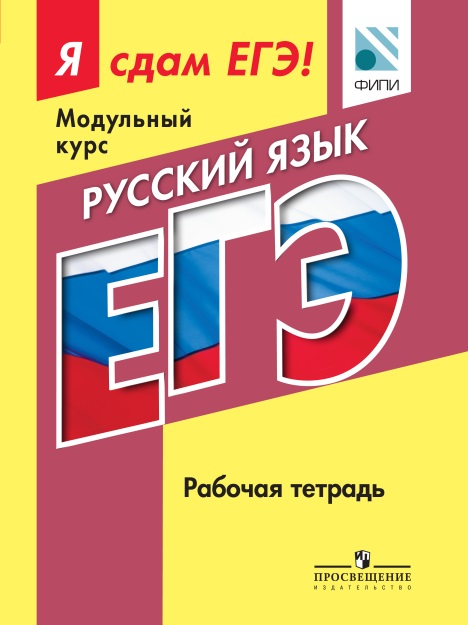 Я сдам ЕГЭ!
ФИПИ
Модульный
курс
РУССКИЙ ЯЗЫК
ЕГЭ
Рабочая тетрадь
ПРОСВЕЩЕНИЕ
ИЗДАТЕЛЬСТВО